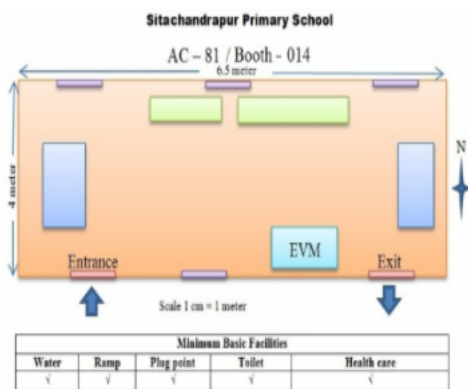 Sitachandrapur Primary School
AC – 81 / Booth - 014
6.5 meter
N
4 meter
Entrance
EVM
Exit
Scale 1 cm = 1 meter
Minimum Basic Facilities
Water Ramp Plug point Toilet Health care
√ √ √ √ √